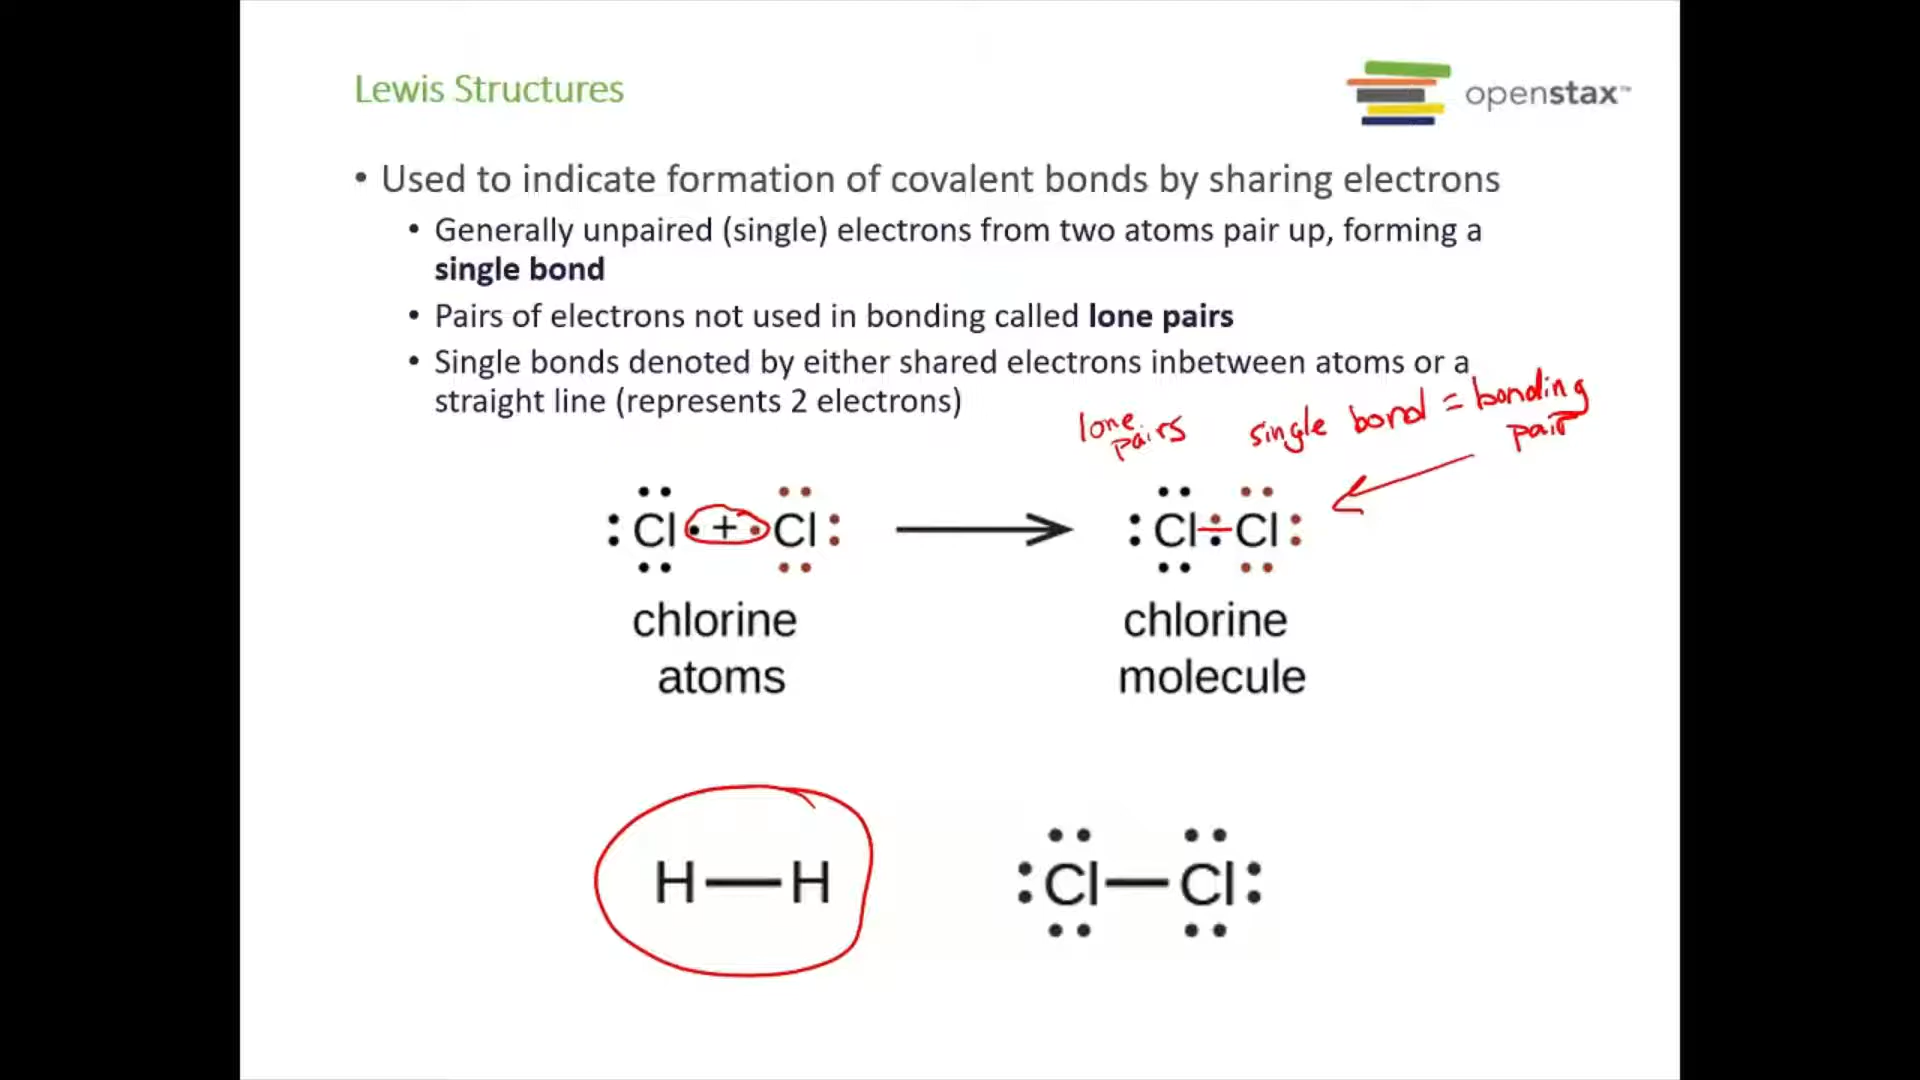 Lewis Structures
openstax™
• Used to indicate formation of covalent bonds by sharing electrons
• Generally unpaired (single) electrons from two atoms pair up, forming a
single bond
• Pairs of electrons not used in bonding called lone pairs
• Single bonds denoted by either shared electrons inbetween atoms or a
straight line (represents 2 electrons)
lone
pairs
single bond = bonding
pair
Cl + Cl
Cl Cl
chlorine
atoms
chlorine
molecule
H—H
Cl—Cl